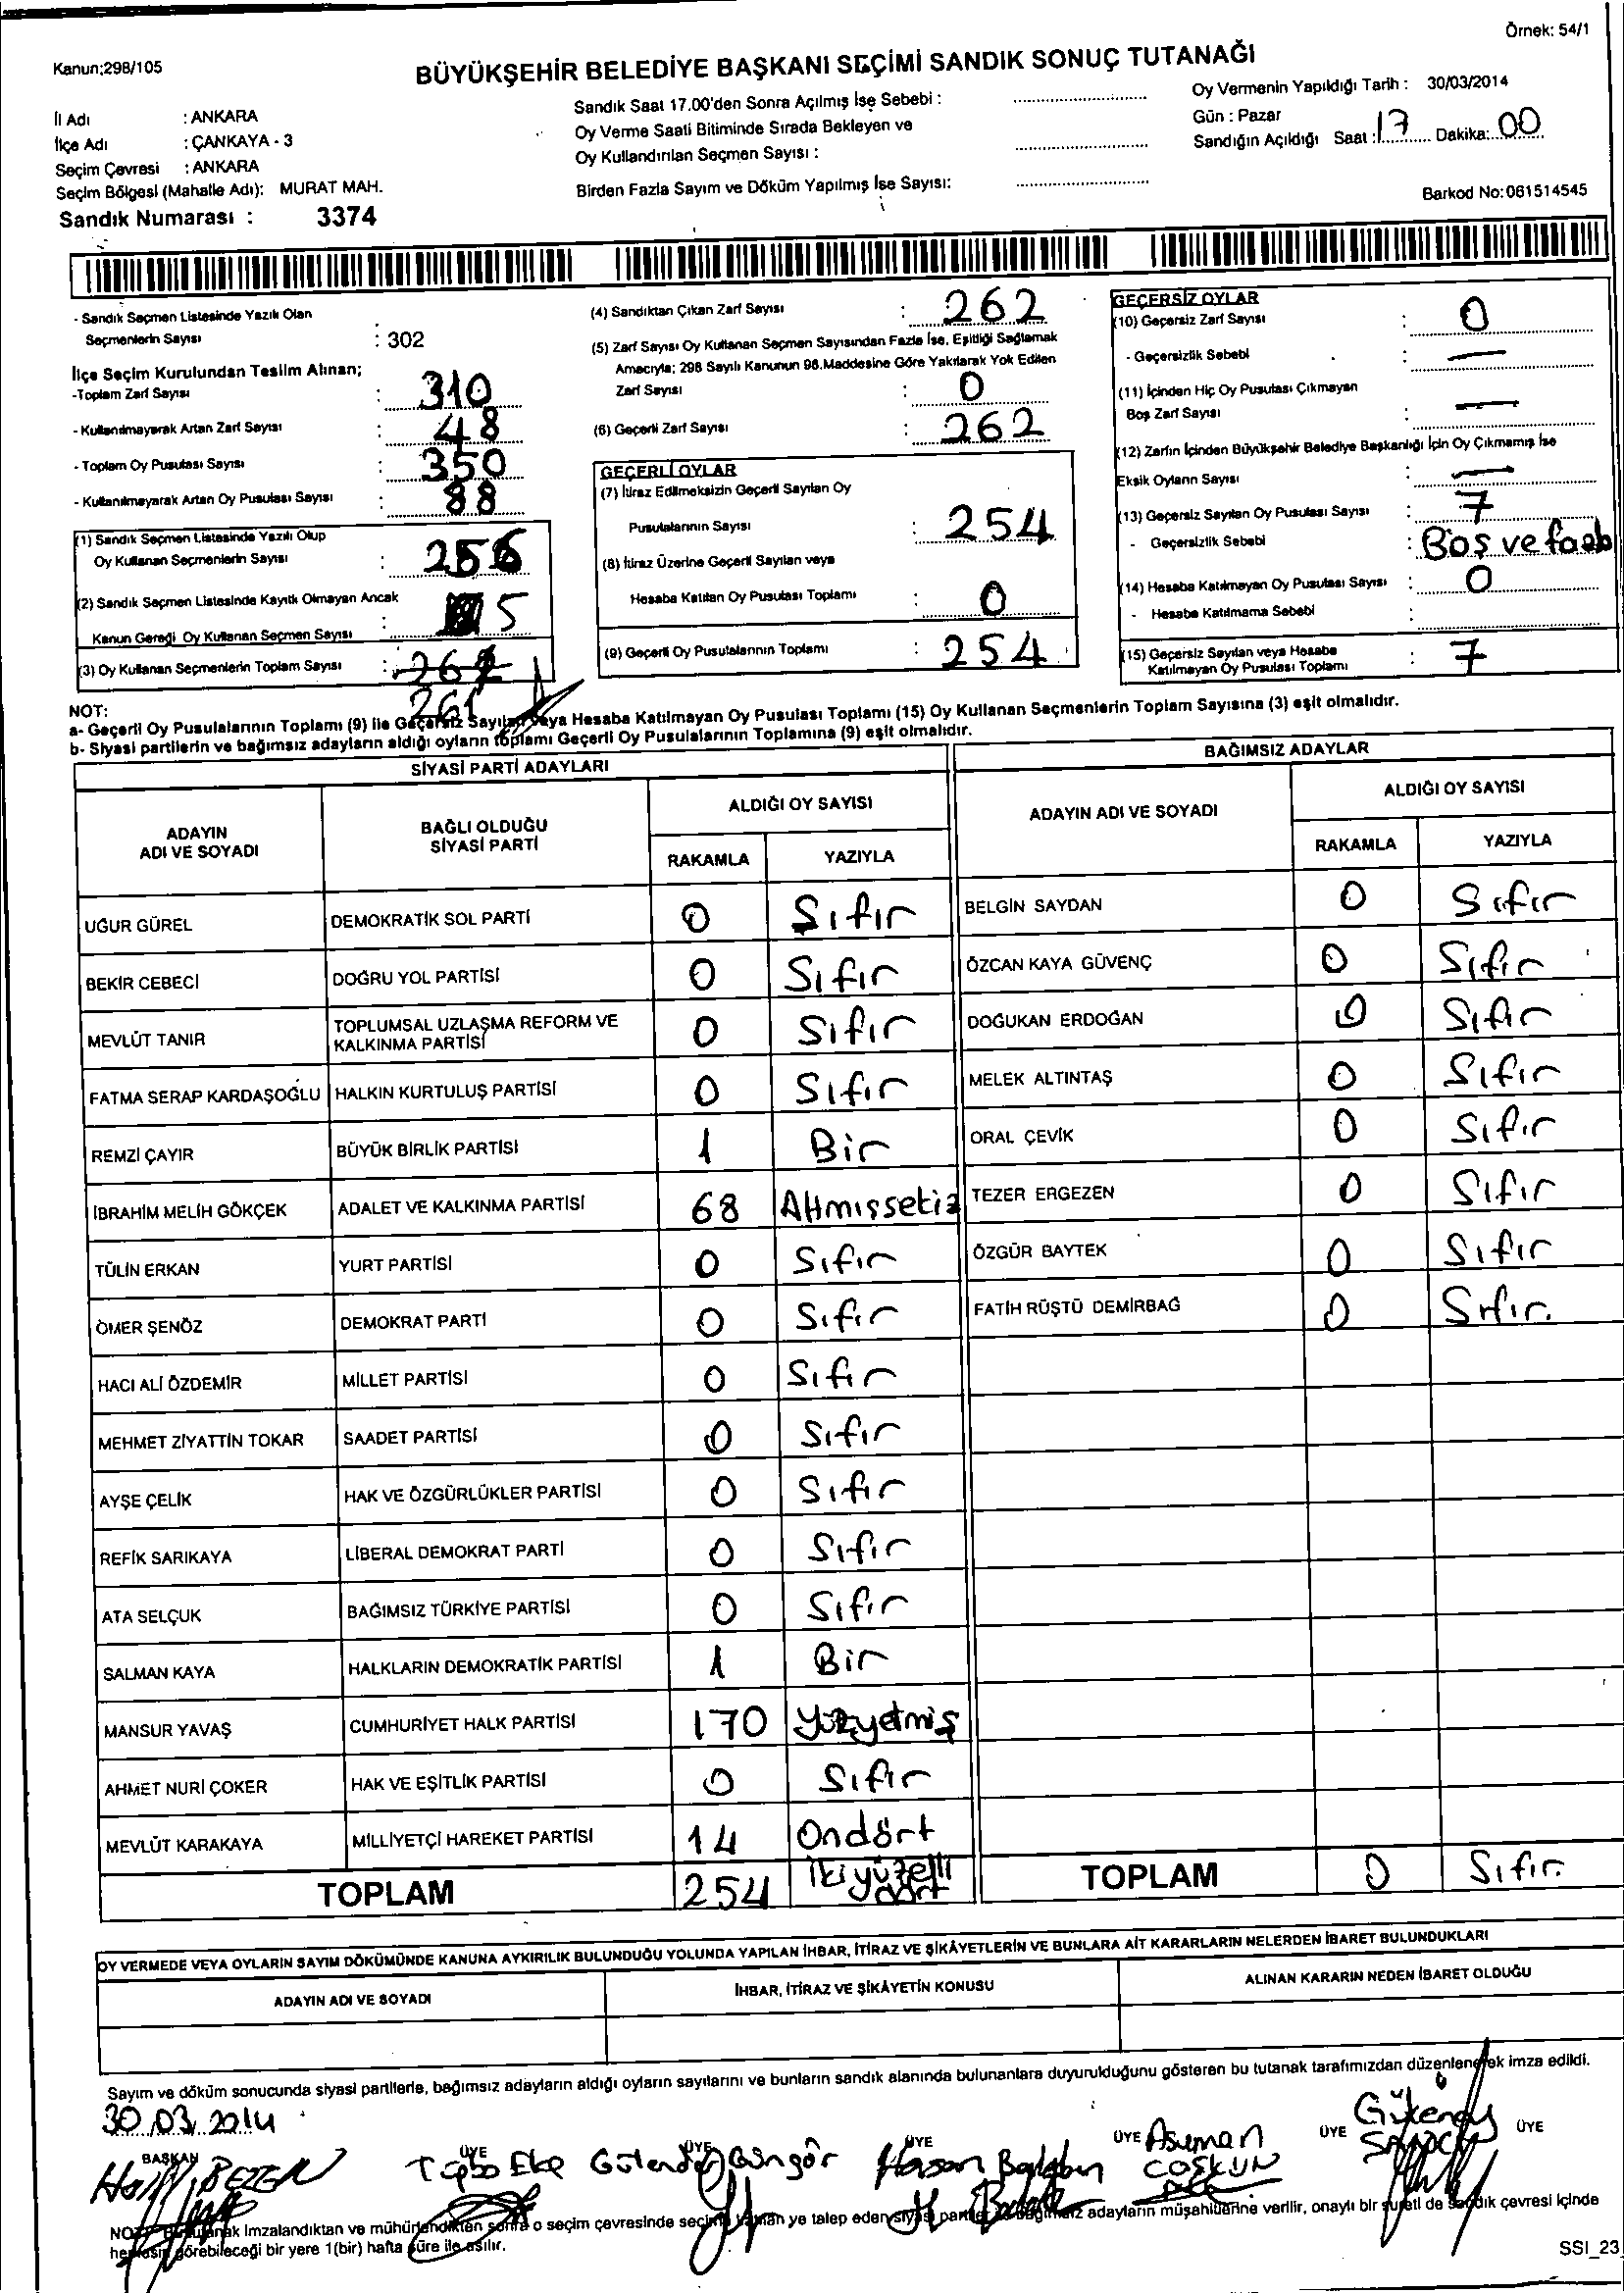 Örnek: 54/1
Kanun;298/105
BÜYÜKŞEHİR BELEDİYE BAŞKANI SEÇİMİ SANDIK SONUÇ TUTANAĞI
İl Adı : ANKARA
İlçe Adı : ÇANKAYA - 3
Seçim Çevresi : ANKARA
Seçim Bölgesi (Mahalle Adı): MURAT MAH.
Sandık Numarası : 3374
Sandık Saat 17.00'den Sonra Açılmış İse Sebebi :
Oy Verme Saati Bitiminde Sırada Bekleyen ve
Oy Kullandırılan Seçmen Sayısı :
Birden Fazla Sayım ve Döküm Yapılmış İse Sayısı:
Oy Vermenin Yapıldığı Tarih : 30/03/2014
Gün : Pazar
Sandığın Açıldığı Saat : 17 Dakika: 00
Barkod No: 061514545
- Sandık Seçmen Listesinde Yazılı Olan
Seçmenlerin Sayısı : 302
İlçe Seçim Kurulundan Teslim Alınan;
-Toplam Zarf Sayısı : 310
- Kullanılmayarak Artan Zarf Sayısı : 48
- Toplam Oy Pusulası Sayısı : 350
- Kullanılmayarak Artan Oy Pusulası Sayısı : 88
(1) Sandık Seçmen Listesinde Yazılı Olup
Oy Kullanan Seçmenlerin Sayısı : 256
(2) Sandık Seçmen Listesinde Kayıtlı Olmayan Ancak
Kanun Gereği Oy Kullanan Seçmen Sayısı : 5
(3) Oy Kullanan Seçmenlerin Toplam Sayısı : 262
261
(4) Sandıktan Çıkan Zarf Sayısı : 262
(5) Zarf Sayısı Oy Kullanan Seçmen Sayısından Fazla İse, Eşitliği Sağlamak
Amacıyla; 298 Sayılı Kanunun 98.Maddesine Göre Yakılarak Yok Edilen
Zarf Sayısı : 0
(6) Geçerli Zarf Sayısı : 262
GEÇERLİ OYLAR
(7) İtiraz Edilmeksizin Geçerli Sayılan Oy
Pusulalarının Sayısı : 254
(8) İtiraz Üzerine Geçerli Sayılan veya
Hesaba Katılan Oy Pusulası Toplamı : 0
(9) Geçerli Oy Pusulalarının Toplamı : 254
GEÇERSİZ OYLAR
(10) Geçersiz Zarf Sayısı : 0
- Geçersizlik Sebebi : —
(11) İçinden Hiç Oy Pusulası Çıkmayan
Boş Zarf Sayısı : —
(12) Zarfın İçinden Büyükşehir Belediye Başkanlığı İçin Oy Çıkmamış İse
Eksik Oyların Sayısı : —
(13) Geçersiz Sayılan Oy Pusulası Sayısı : 7
- Geçersizlik Sebebi : Boş ve fazla
(14) Hesaba Katılmayan Oy Pusulası Sayısı : 0
- Hesaba Katılmama Sebebi :
(15) Geçersiz Sayılan veya Hesaba
Katılmayan Oy Pusulası Toplamı : 7
NOT:
a- Geçerli Oy Pusulalarının Toplamı (9) ile Geçersiz Sayılan veya Hesaba Katılmayan Oy Pusulası Toplamı (15) Oy Kullanan Seçmenlerin Toplam Sayısına (3) eşit olmalıdır.
b- Siyasi partilerin ve bağımsız adayların aldığı oyların toplamı Geçerli Oy Pusulalarının Toplamına (9) eşit olmalıdır.
SİYASİ PARTİ ADAYLARI
ADAYIN ADI VE SOYADI
BAĞLI OLDUĞU SİYASİ PARTİ
ALDIĞI OY SAYISI
RAKAMLA YAZIYLA
UĞUR GÜREL DEMOKRATİK SOL PARTİ 0 Sıfır
BEKİR CEBECİ DOĞRU YOL PARTİSİ 0 Sıfır
MEVLÜT TANIR TOPLUMSAL UZLAŞMA REFORM VE KALKINMA PARTİSİ 0 Sıfır
FATMA SERAP KARDAŞOĞLU HALKIN KURTULUŞ PARTİSİ 0 Sıfır
REMZİ ÇAYIR BÜYÜK BİRLİK PARTİSİ 1 Bir
İBRAHİM MELİH GÖKÇEK ADALET VE KALKINMA PARTİSİ 68 Altmışsekiz
TÜLİN ERKAN YURT PARTİSİ 0 Sıfır
ÖMER ŞENÖZ DEMOKRAT PARTİ 0 Sıfır
HACI ALİ ÖZDEMİR MİLLET PARTİSİ 0 Sıfır
MEHMET ZİYATTİN TOKAR SAADET PARTİSİ 0 Sıfır
AYŞE ÇELİK HAK VE ÖZGÜRLÜKLER PARTİSİ 0 Sıfır
REFİK SARIKAYA LİBERAL DEMOKRAT PARTİ 0 Sıfır
ATA SELÇUK BAĞIMSIZ TÜRKİYE PARTİSİ 0 Sıfır
SALMAN KAYA HALKLARIN DEMOKRATİK PARTİSİ 1 Bir
MANSUR YAVAŞ CUMHURİYET HALK PARTİSİ 170 Yüzyetmiş
AHMET NURİ ÇOKER HAK VE EŞİTLİK PARTİSİ 0 Sıfır
MEVLÜT KARAKAYA MİLLİYETÇİ HAREKET PARTİSİ 14 Ondört
TOPLAM 254 İkiyüzelli dört
BAĞIMSIZ ADAYLAR
ADAYIN ADI VE SOYADI
ALDIĞI OY SAYISI
RAKAMLA YAZIYLA
BELGİN SAYDAN 0 Sıfır
ÖZCAN KAYA GÜVENÇ 0 Sıfır
DOĞUKAN ERDOĞAN 0 Sıfır
MELEK ALTINTAŞ 0 Sıfır
ORAL ÇEVİK 0 Sıfır
TEZER ERGEZEN 0 Sıfır
ÖZGÜR BAYTEK 0 Sıfır
FATİH RÜŞTÜ DEMİRBAĞ 0 Sıfır.
TOPLAM 0 Sıfır
OY VERMEDE VEYA OYLARIN SAYIM DÖKÜMÜNDE KANUNA AYKIRILIK BULUNDUĞU YOLUNDA YAPILAN İHBAR, İTİRAZ VE ŞİKÂYETLERİN VE BUNLARA AİT KARARLARIN NELERDEN İBARET BULUNDUKLARI
ADAYIN ADI VE SOYADI İHBAR, İTİRAZ VE ŞİKÂYETİN KONUSU ALINAN KARARIN NEDEN İBARET OLDUĞU
Sayım ve döküm sonucunda siyasi partilerle, bağımsız adayların aldığı oyların sayılarını ve bunların sandık alanında bulunanlara duyurulduğunu gösteren bu tutanak tarafımızdan düzenlenerek imza edildi.
30.03.2014
BAŞKAN ÜYE ÜYE ÜYE ÜYE ÜYE ÜYE
Güngör Hasan Asuman COŞKUN
NOT: Bu tutanak imzalandıktan ve mühürlendikten sonra o seçim çevresinde seçime katılan ve talep eden siyasi partiler ile bağımsız adayların müşahitlerine verilir, onaylı bir sureti de sandık çevresi içinde
herkesin görebileceği bir yere 1(bir) hafta süre ile asılır.
SSI_23